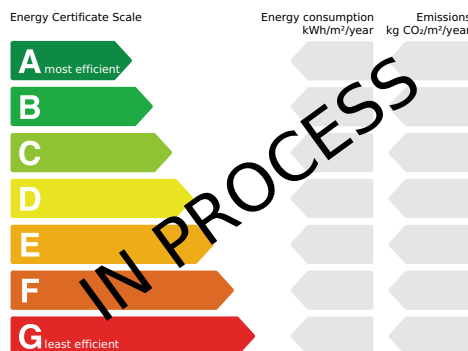 Energy Certificate Scale
Energy consumption
kWh/m²/year
Emissions
kg CO₂/m²/year
A most efficient
B
C
D
E
F
G least efficient
IN PROCESS